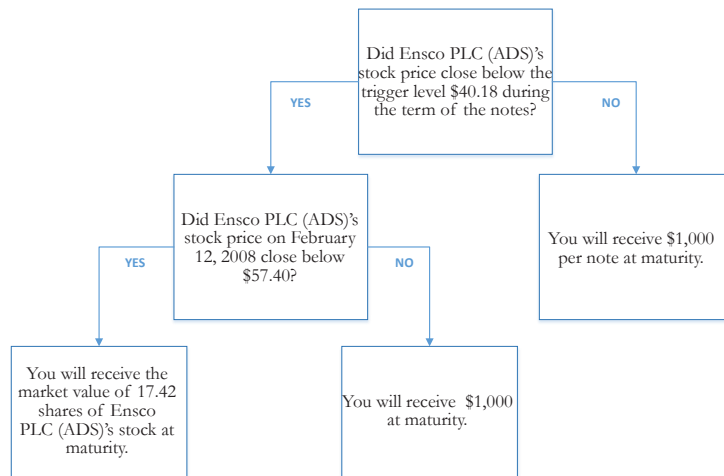 Did Ensco PLC (ADS)’s
stock price close below the
trigger level $40.18 during
the term of the notes?
YES
NO
Did Ensco PLC (ADS)’s
stock price on February
12, 2008 close below
$57.40?
You will receive $1,000
per note at maturity.
YES
NO
You will receive the
market value of 17.42
shares of Ensco
PLC (ADS)’s stock at
maturity.
You will receive  $1,000
at maturity.